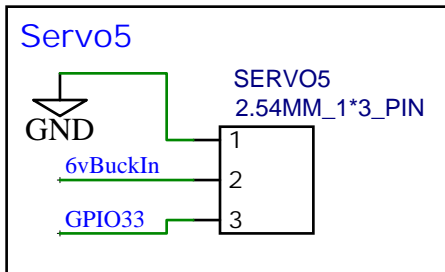 Servo5
SERVO5
2.54MM_1*3_PIN
GND
1
6vBuckIn
2
GPIO33
3